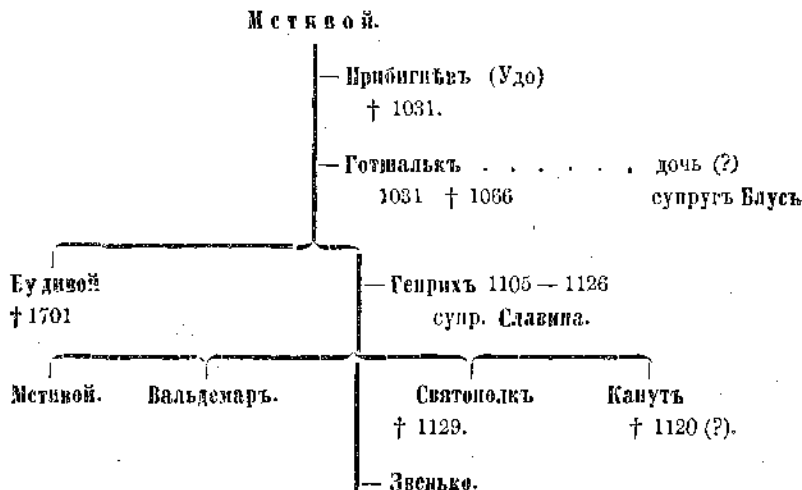 Мстивой.
Прибигнѣвъ (Удо)
† 1031.
Готшалькъ . . . . . . дочь (?)
1031 † 1066 супругъ Блусъ
Будивой Генрихъ 1105 — 1126
† 1701 супр. Славина.
Мстивой. Вальдемаръ. Святополкъ Канутъ
† 1129. † 1120 (?).
Звенько.